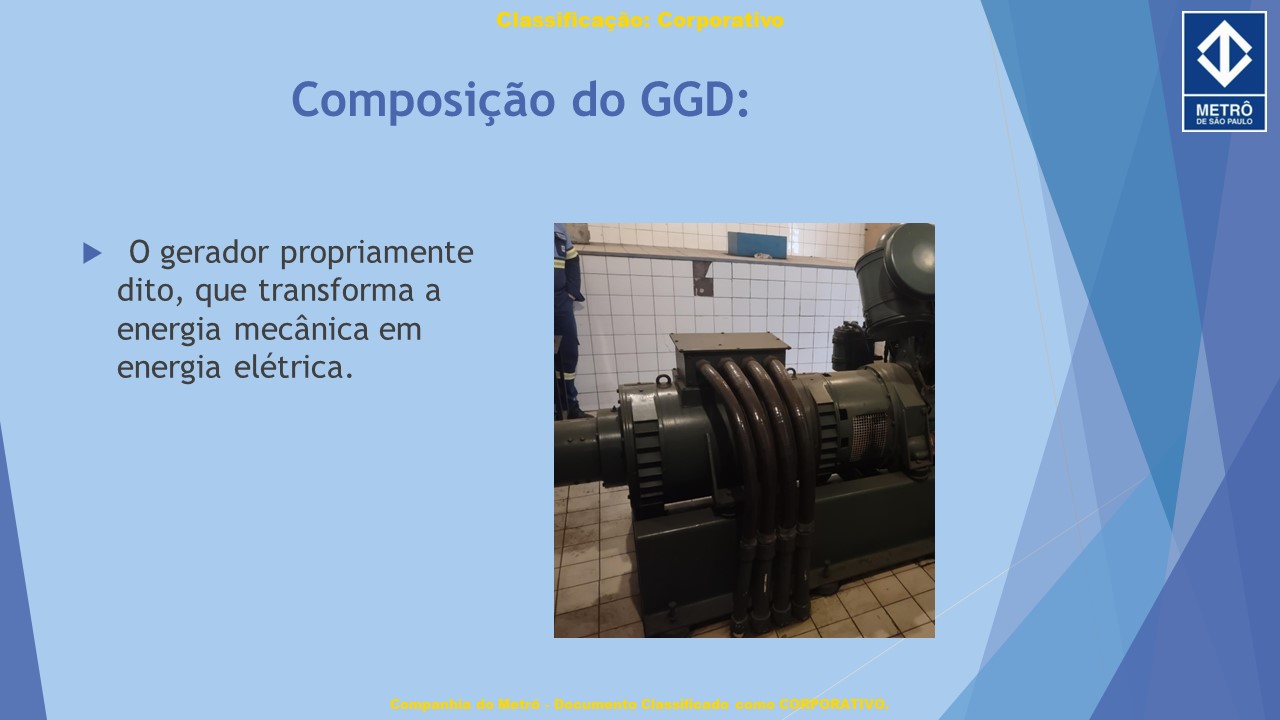 Classificação: Corporativo
METRÔ
DE SÃO PAULO
Composição do GGD:
O gerador propriamente
dito, que transforma a
energia mecânica em
energia elétrica.
Companhia do Metrô - Documento Classificado como CORPORATIVO.